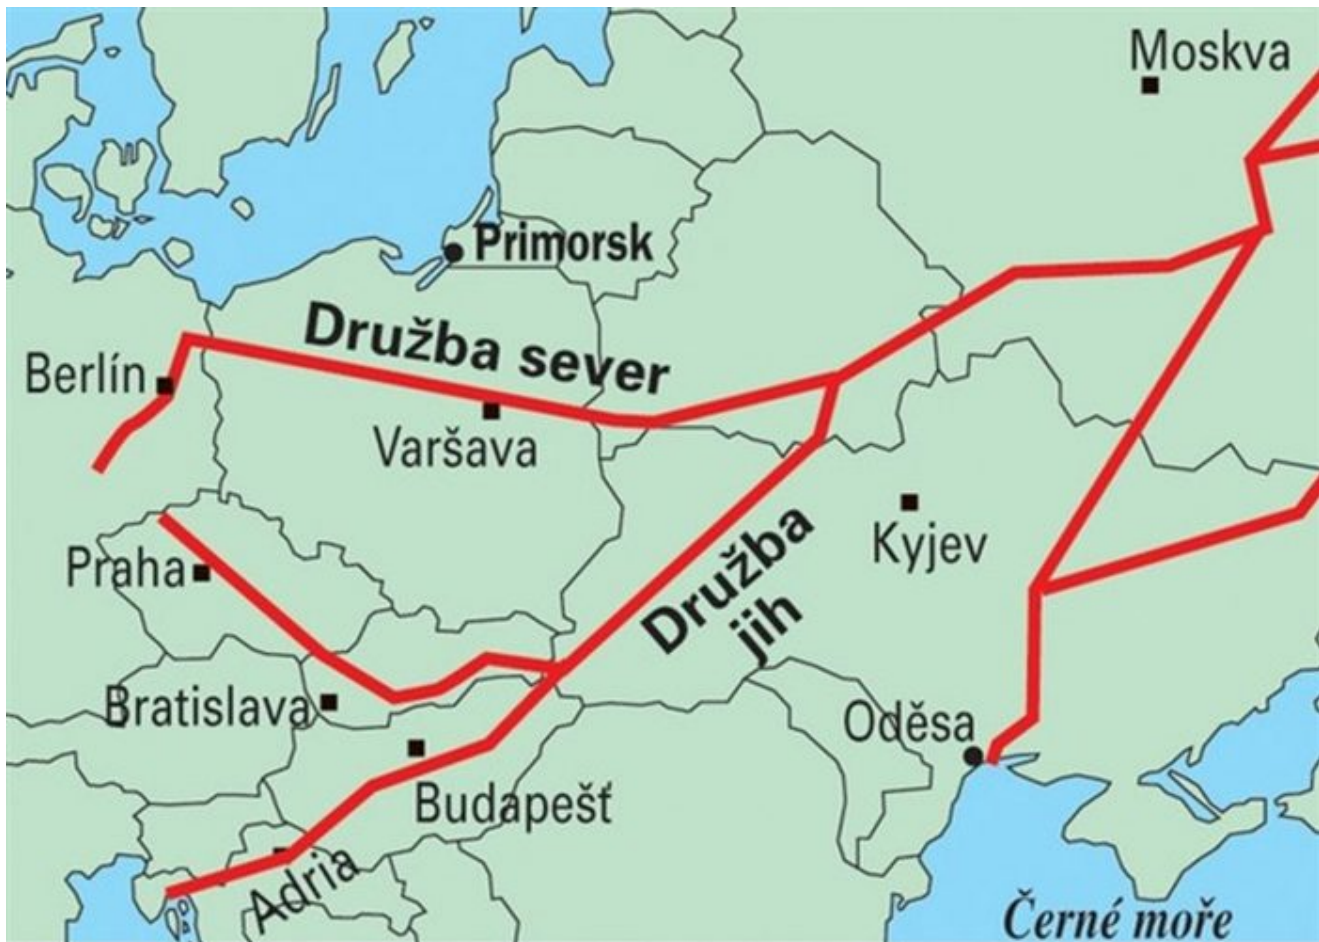 Moskva
Primorsk
Družba sever
Berlín
Varšava
Kyjev
Praha
Družba
jih
Bratislava
Oděsa
Budapešť
Adria
Černé moře